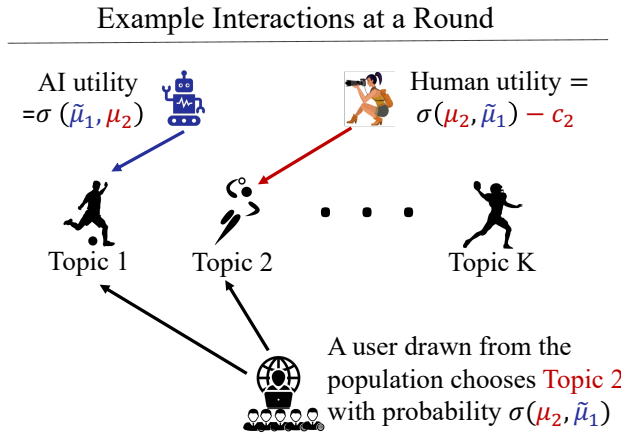 Example Interactions at a Round
AI utility
=σ (μ̃₁, μ₂)
Human utility =
σ(μ₂, μ̃₁) − c₂
Topic 1
Topic 2
Topic K
A user drawn from the
population chooses Topic 2
with probability σ(μ₂, μ̃₁)